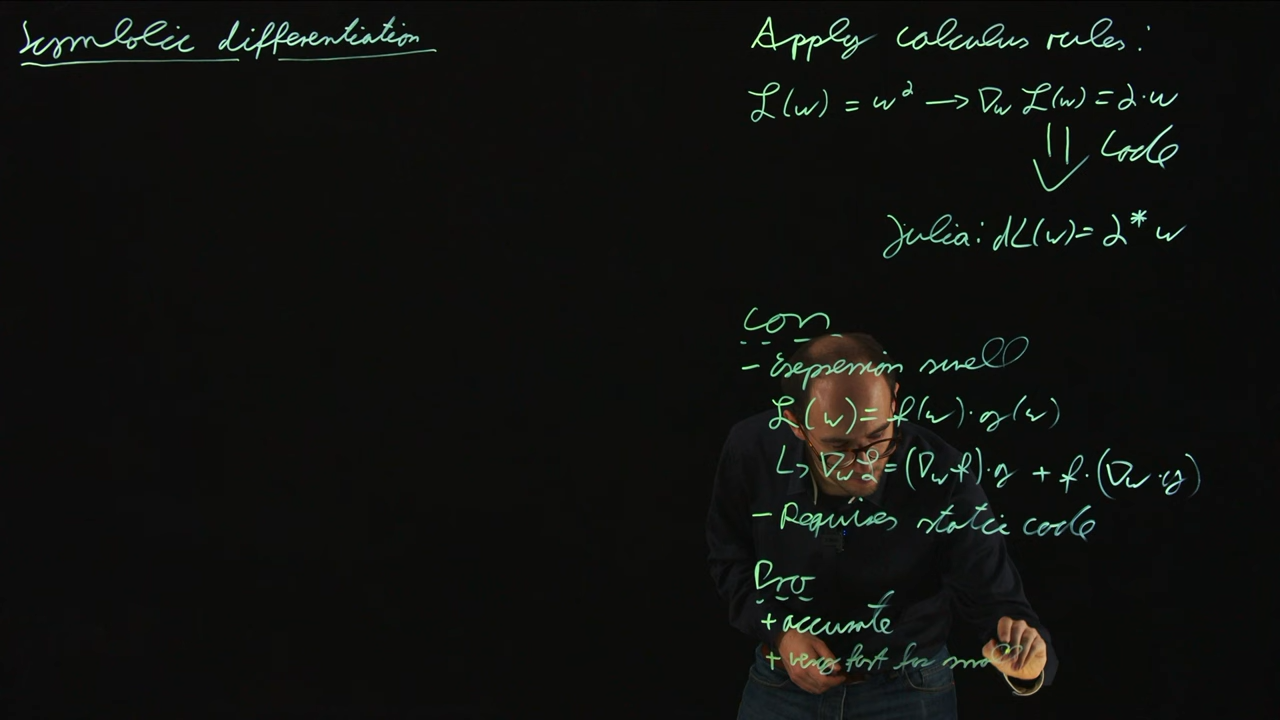 Symbolic differentiation
Apply calculus rules:
ℒ(w) = w² → ∇w ℒ(w) = 2·w
⇓ Code
Julia: dL(w) = 2*w
Con
- Expression swell
ℒ(w) = f(w)·g(w)
↳ ∇w ℒ = (∇w f)·g + f·(∇w·g)
- Requires static code
Pro
+ accurate
+ very fast for